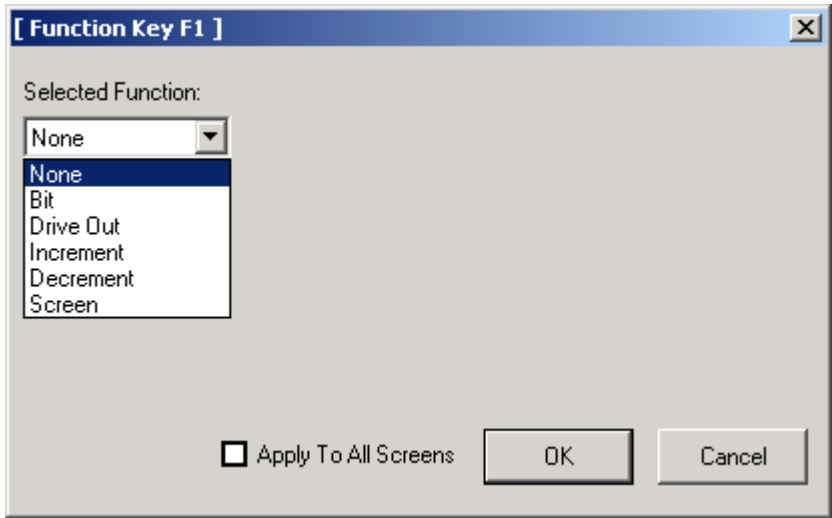 [ Function Key F1 ]
Selected Function:
None
None
Bit
Drive Out
Increment
Decrement
Screen
Apply To All Screens
OK
Cancel